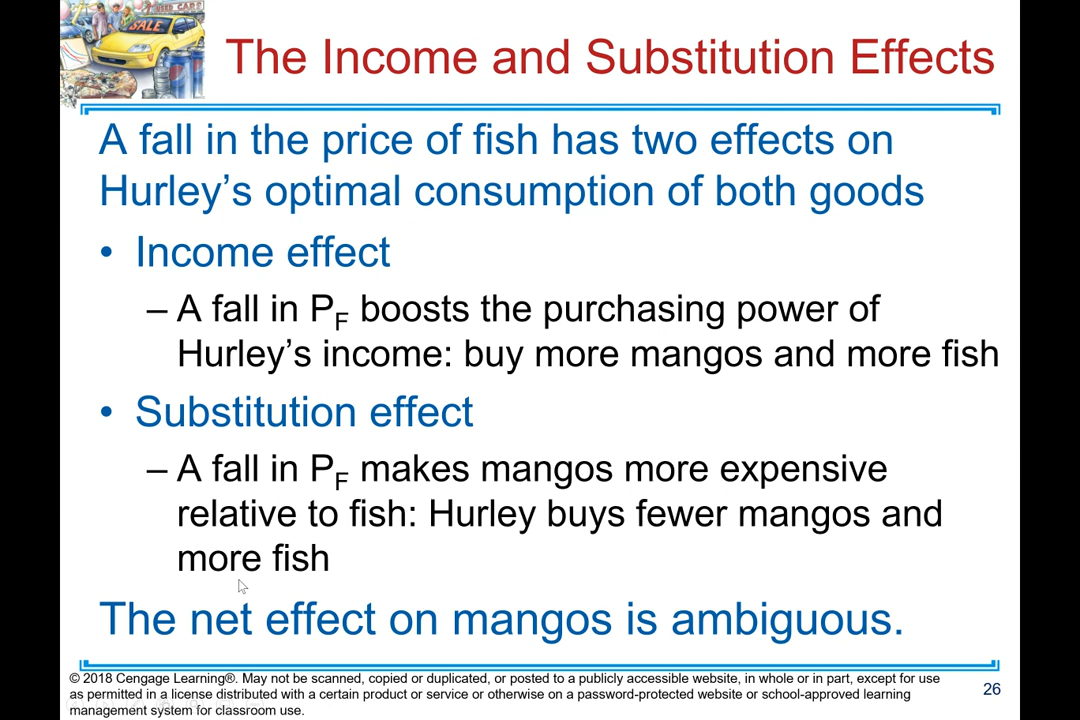 USED CARS
SALE
The Income and Substitution Effects
A fall in the price of fish has two effects on
Hurley’s optimal consumption of both goods
• Income effect
– A fall in PF boosts the purchasing power of
Hurley’s income: buy more mangos and more fish
• Substitution effect
– A fall in PF makes mangos more expensive
relative to fish: Hurley buys fewer mangos and
more fish
The net effect on mangos is ambiguous.
© 2018 Cengage Learning®. May not be scanned, copied or duplicated, or posted to a publicly accessible website, in whole or in part, except for use
as permitted in a license distributed with a certain product or service or otherwise on a password-protected website or school-approved learning
management system for classroom use.
26